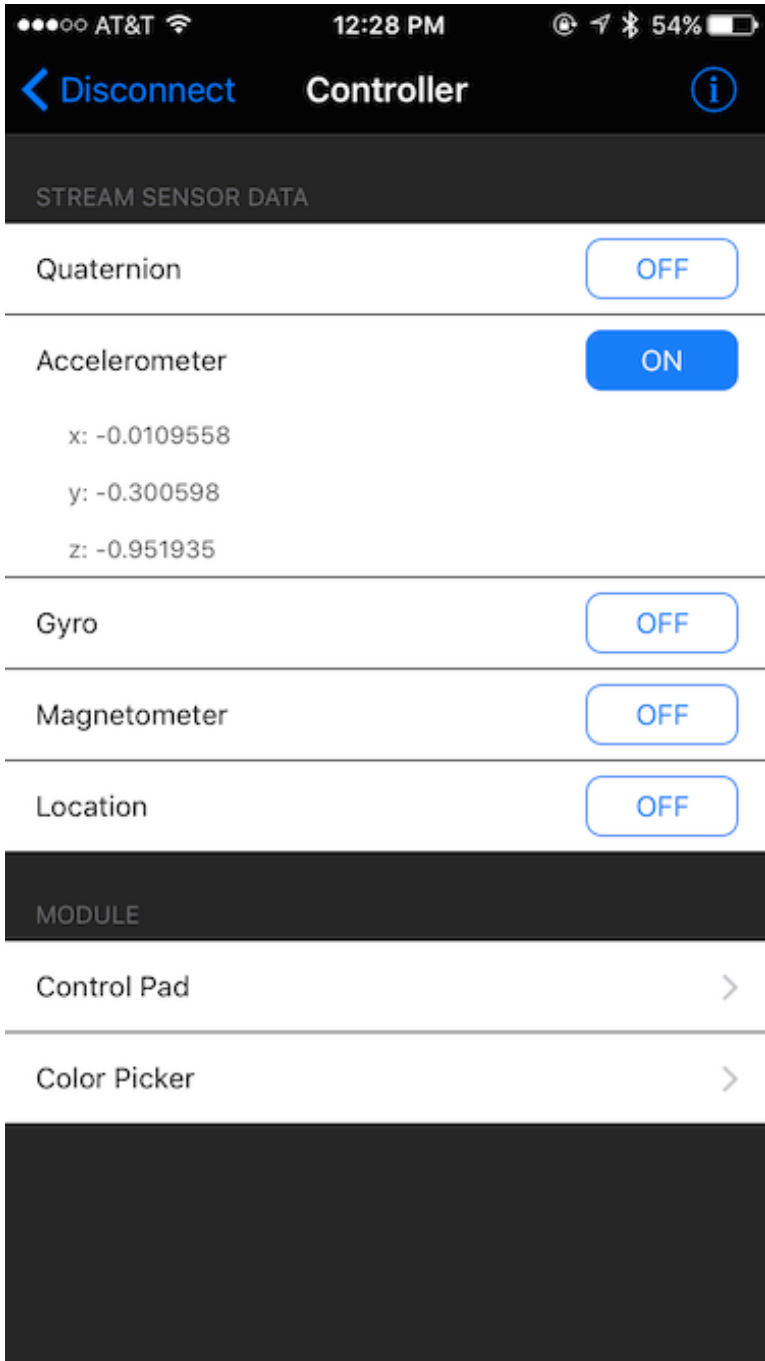 AT&T 12:28 PM 54%
Disconnect Controller i
STREAM SENSOR DATA
Quaternion OFF
Accelerometer ON
x: -0.0109558
y: -0.300598
z: -0.951935
Gyro OFF
Magnetometer OFF
Location OFF
MODULE
Control Pad
Color Picker